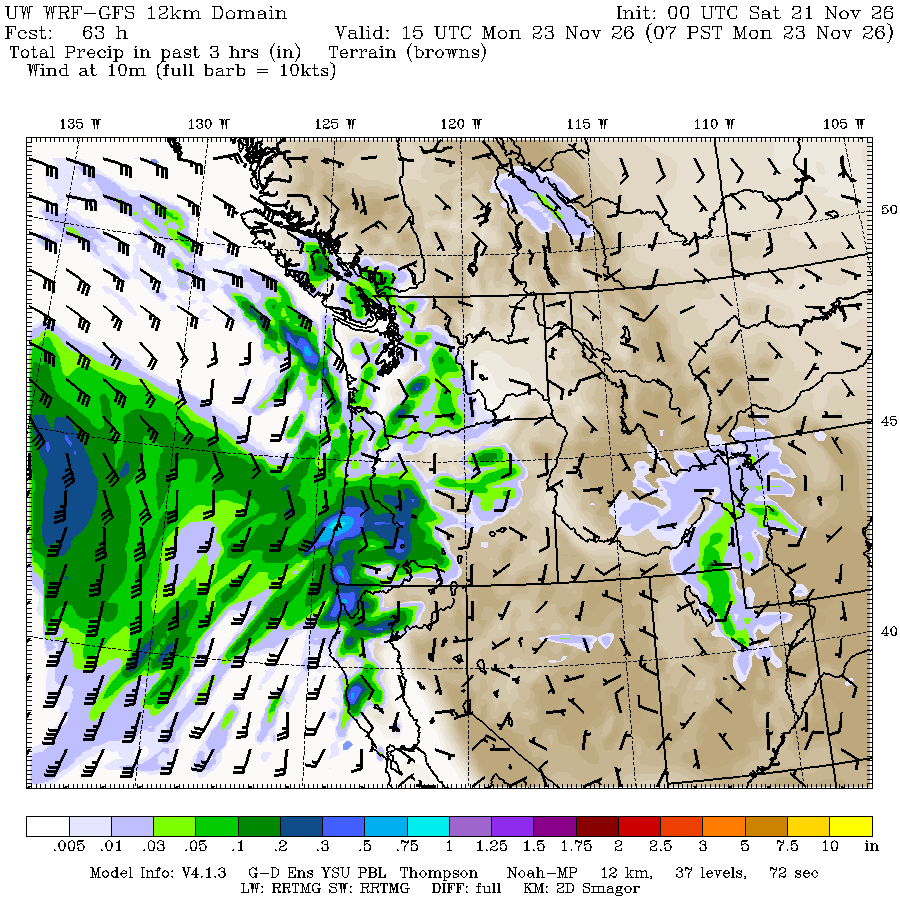 UW WRF-GFS 12km Domain Init: 00 UTC Sat 21 Nov 26
Fcst: 63 h Valid: 15 UTC Mon 23 Nov 26 (07 PST Mon 23 Nov 26)
Total Precip in past 3 hrs (in) Terrain (browns)
Wind at 10m (full barb = 10kts)
135 W 130 W 125 W 120 W 115 W 110 W 105 W
50
45
40
.005 .01 .03 .05 .1 .2 .3 .5 .75 1 1.25 1.5 1.75 2 2.5 3 5 7.5 10 in
Model Info: V4.1.3 G-D Ens YSU PBL Thompson Noah-MP 12 km, 37 levels, 72 sec
LW: RRTMG SW: RRTMG DIFF: full KM: 2D Smagor